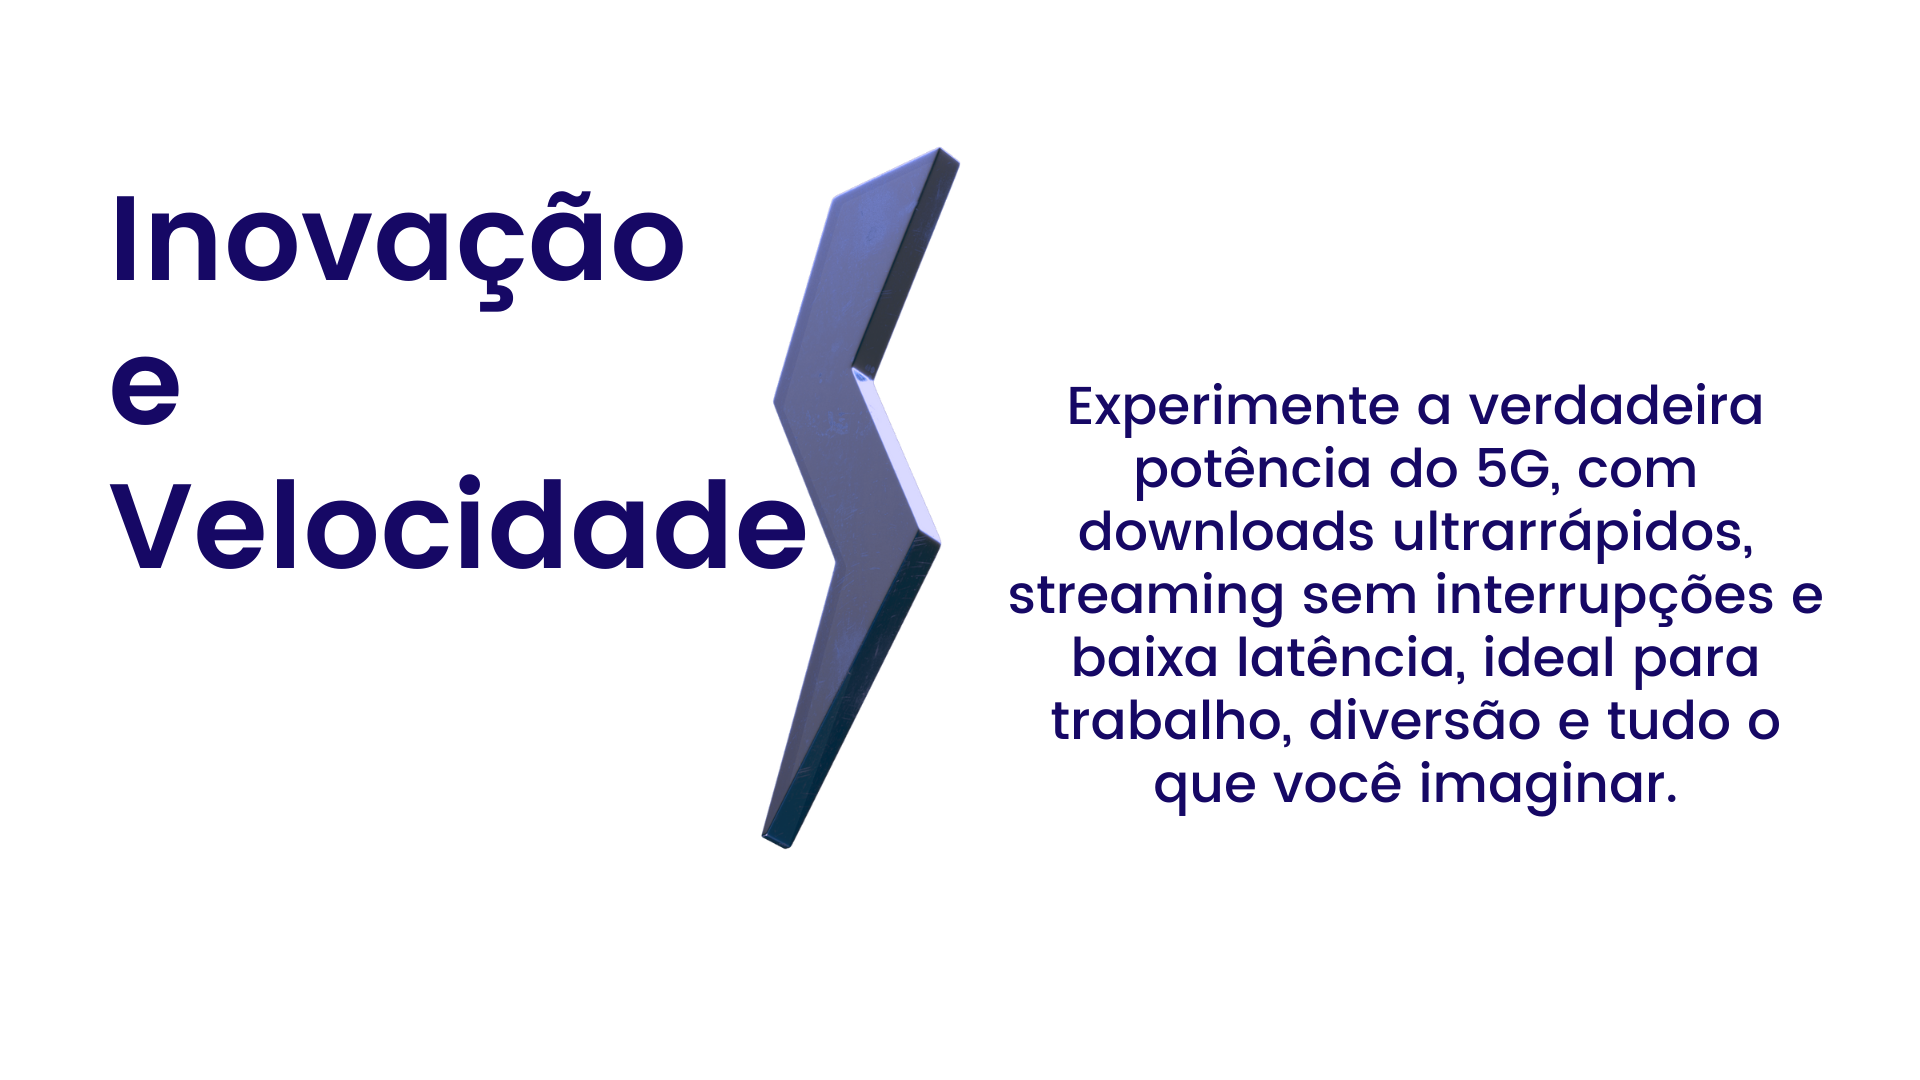 Inovação
e
Velocidade
Experimente a verdadeira
potência do 5G, com
downloads ultrarrápidos,
streaming sem interrupções e
baixa latência, ideal para
trabalho, diversão e tudo o
que você imaginar.